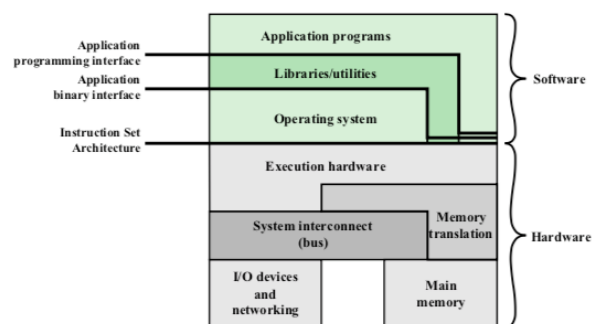 Application programs
Application
programming interface
Libraries/utilities
Software
Application
binary interface
Operating system
Instruction Set
Architecture
Execution hardware
Memory
translation
System interconnect
(bus)
Hardware
I/O devices
and
networking
Main
memory